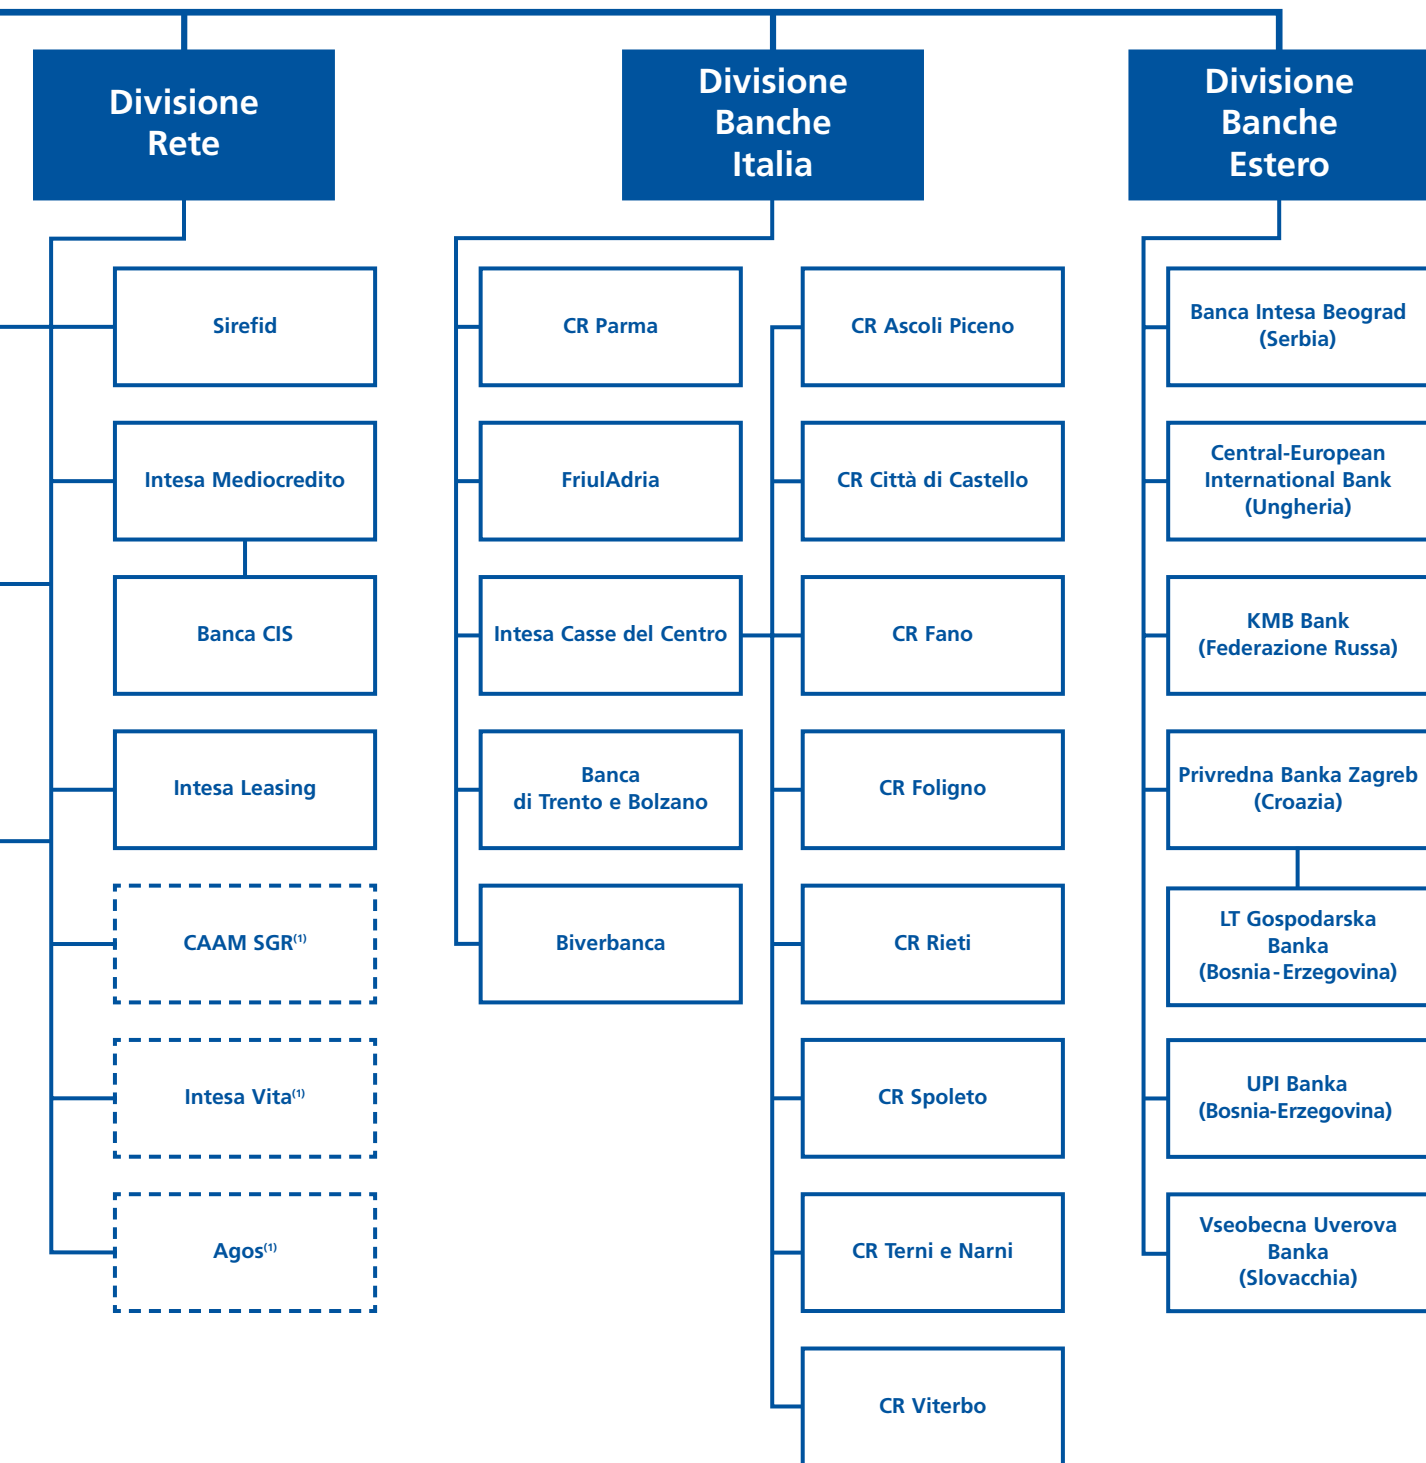 Divisione
Rete
Sirefid
Intesa Mediocredito
Banca CIS
Intesa Leasing
CAAM SGR(1)
Intesa Vita(1)
Agos(1)
Divisione
Banche
Italia
CR Parma
FriulAdria
Intesa Casse del Centro
Banca
di Trento e Bolzano
Biverbanca
CR Ascoli Piceno
CR Città di Castello
CR Fano
CR Foligno
CR Rieti
CR Spoleto
CR Terni e Narni
CR Viterbo
Divisione
Banche
Estero
Banca Intesa Beograd
(Serbia)
Central-European
International Bank
(Ungheria)
KMB Bank
(Federazione Russa)
Privredna Banka Zagreb
(Croazia)
LT Gospodarska
Banka
(Bosnia-Erzegovina)
UPI Banka
(Bosnia-Erzegovina)
Vseobecna Uverova
Banka
(Slovacchia)